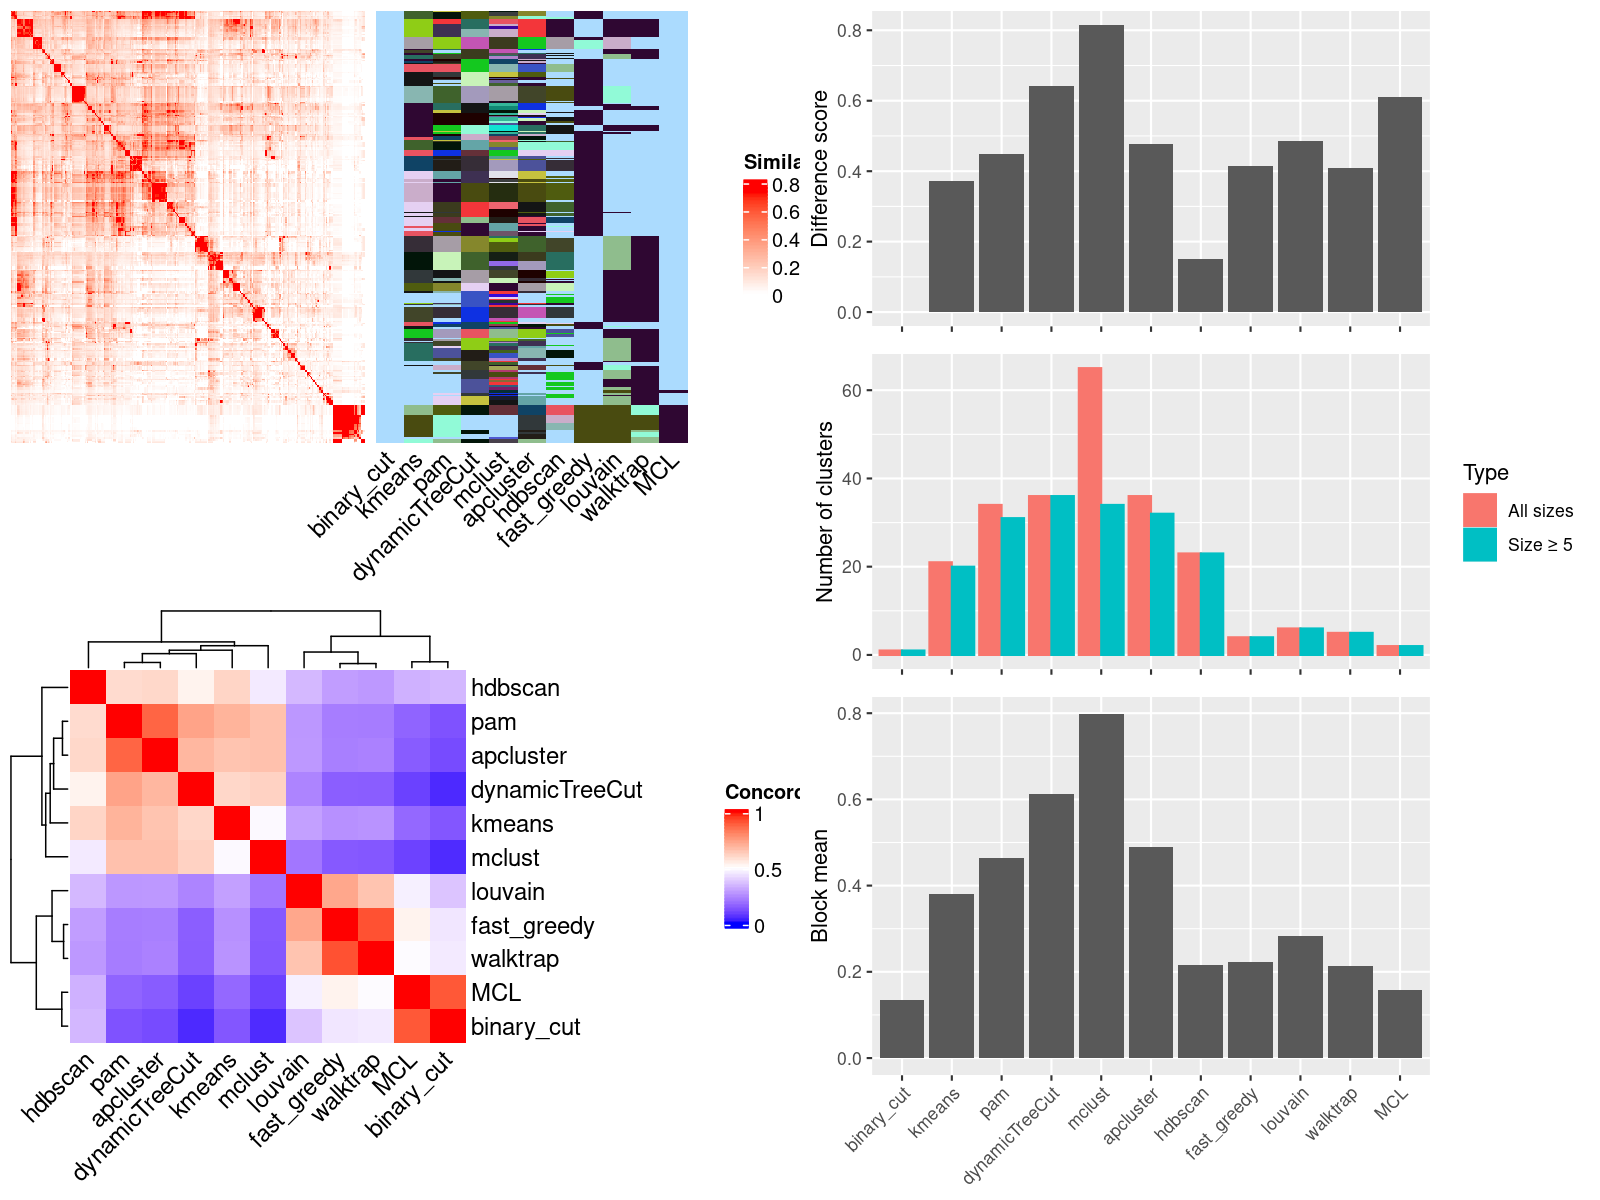 Simila
0.8
0.6
0.4
0.2
0
binary_cut
kmeans
pam
dynamicTreeCut
mclust
apcluster
hdbscan
fast_greedy
louvain
walktrap
MCL
hdbscan
pam
apcluster
dynamicTreeCut
kmeans
mclust
louvain
fast_greedy
walktrap
MCL
binary_cut
Concord
1
0.5
0
hdbscan
pam
apcluster
dynamicTreeCut
kmeans
mclust
louvain
fast_greedy
walktrap
MCL
binary_cut
Difference score
0.8
0.6
0.4
0.2
0.0
Number of clusters
60
40
20
0
Type
All sizes
Size ≥ 5
Block mean
0.8
0.6
0.4
0.2
0.0
binary_cut
kmeans
pam
dynamicTreeCut
mclust
apcluster
hdbscan
fast_greedy
louvain
walktrap
MCL